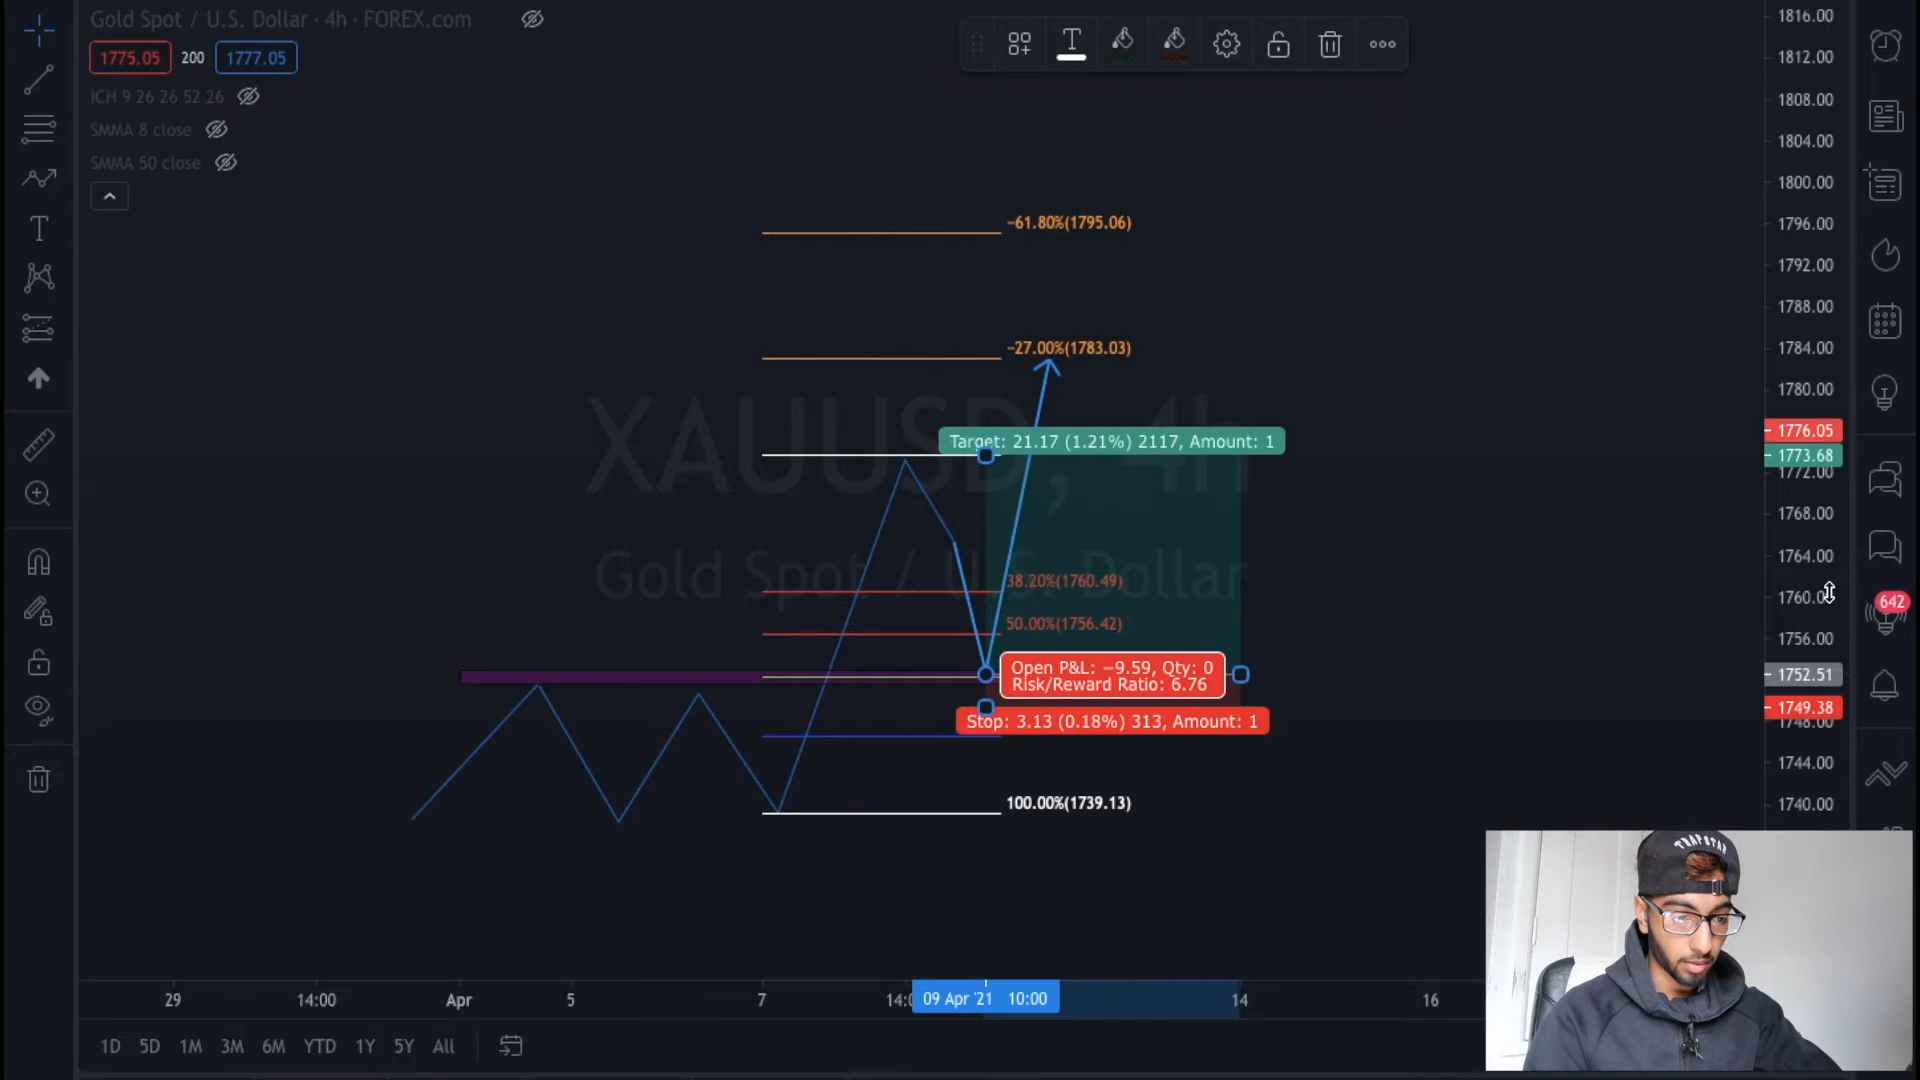 Gold Spot / U.S. Dollar · 4h · FOREX.com
1775.05 200 1777.05
ICH 9 26 26 52 26
SMMA 8 close
SMMA 50 close
T
T
1816.00
1812.00
1808.00
1804.00
1800.00
1796.00
1792.00
1788.00
1784.00
1780.00
1776.05
1773.68
1772.00
1768.00
1764.00
1760.00
1756.00
1752.51
1749.38
1748.00
1744.00
1740.00
642
−61.80%(1795.06)
−27.00%(1783.03)
XAUUSD, 4h
Gold Spot / U.S. Dollar
Target: 21.17 (1.21%) 2117, Amount: 1
38.20%(1760.49)
50.00%(1756.42)
Open P&L: −9.59, Qty: 0
Risk/Reward Ratio: 6.76
Stop: 3.13 (0.18%) 313, Amount: 1
100.00%(1739.13)
TRAPSTAR
29 14:00 Apr 5 7 14:0 09 Apr '21 10:00 14 16
1D 5D 1M 3M 6M YTD 1Y 5Y All